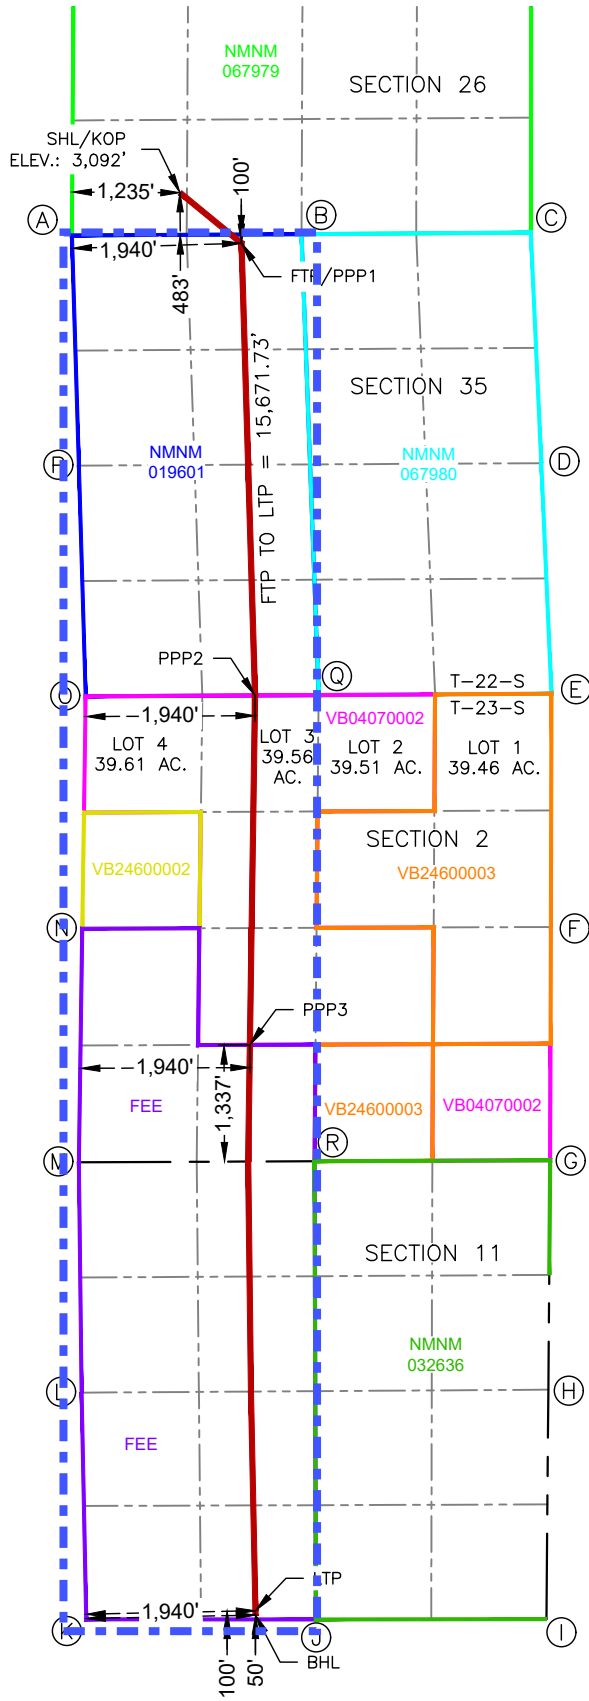 NMNM
067979
SECTION 26
SHL/KOP
ELEV.: 3,092'
1,235'
100'
A
B
C
1,940'
FTP/PPP1
483'
FTP TO LTP = 15,671.73'
SECTION 35
NMNM
019601
NMNM
067980
P
D
PPP2
O
Q
E
T-22-S
T-23-S
1,940'
VB04070002
LOT 4
39.61 AC.
LOT 3
39.56
AC.
LOT 2
39.51 AC.
LOT 1
39.46 AC.
SECTION 2
VB24600002
VB24600003
N
F
PPP3
1,940'
1,337'
FEE
VB24600003
VB04070002
M
R
G
SECTION 11
NMNM
032636
L
H
FEE
LTP
1,940'
K
J
I
BHL
100'
50'